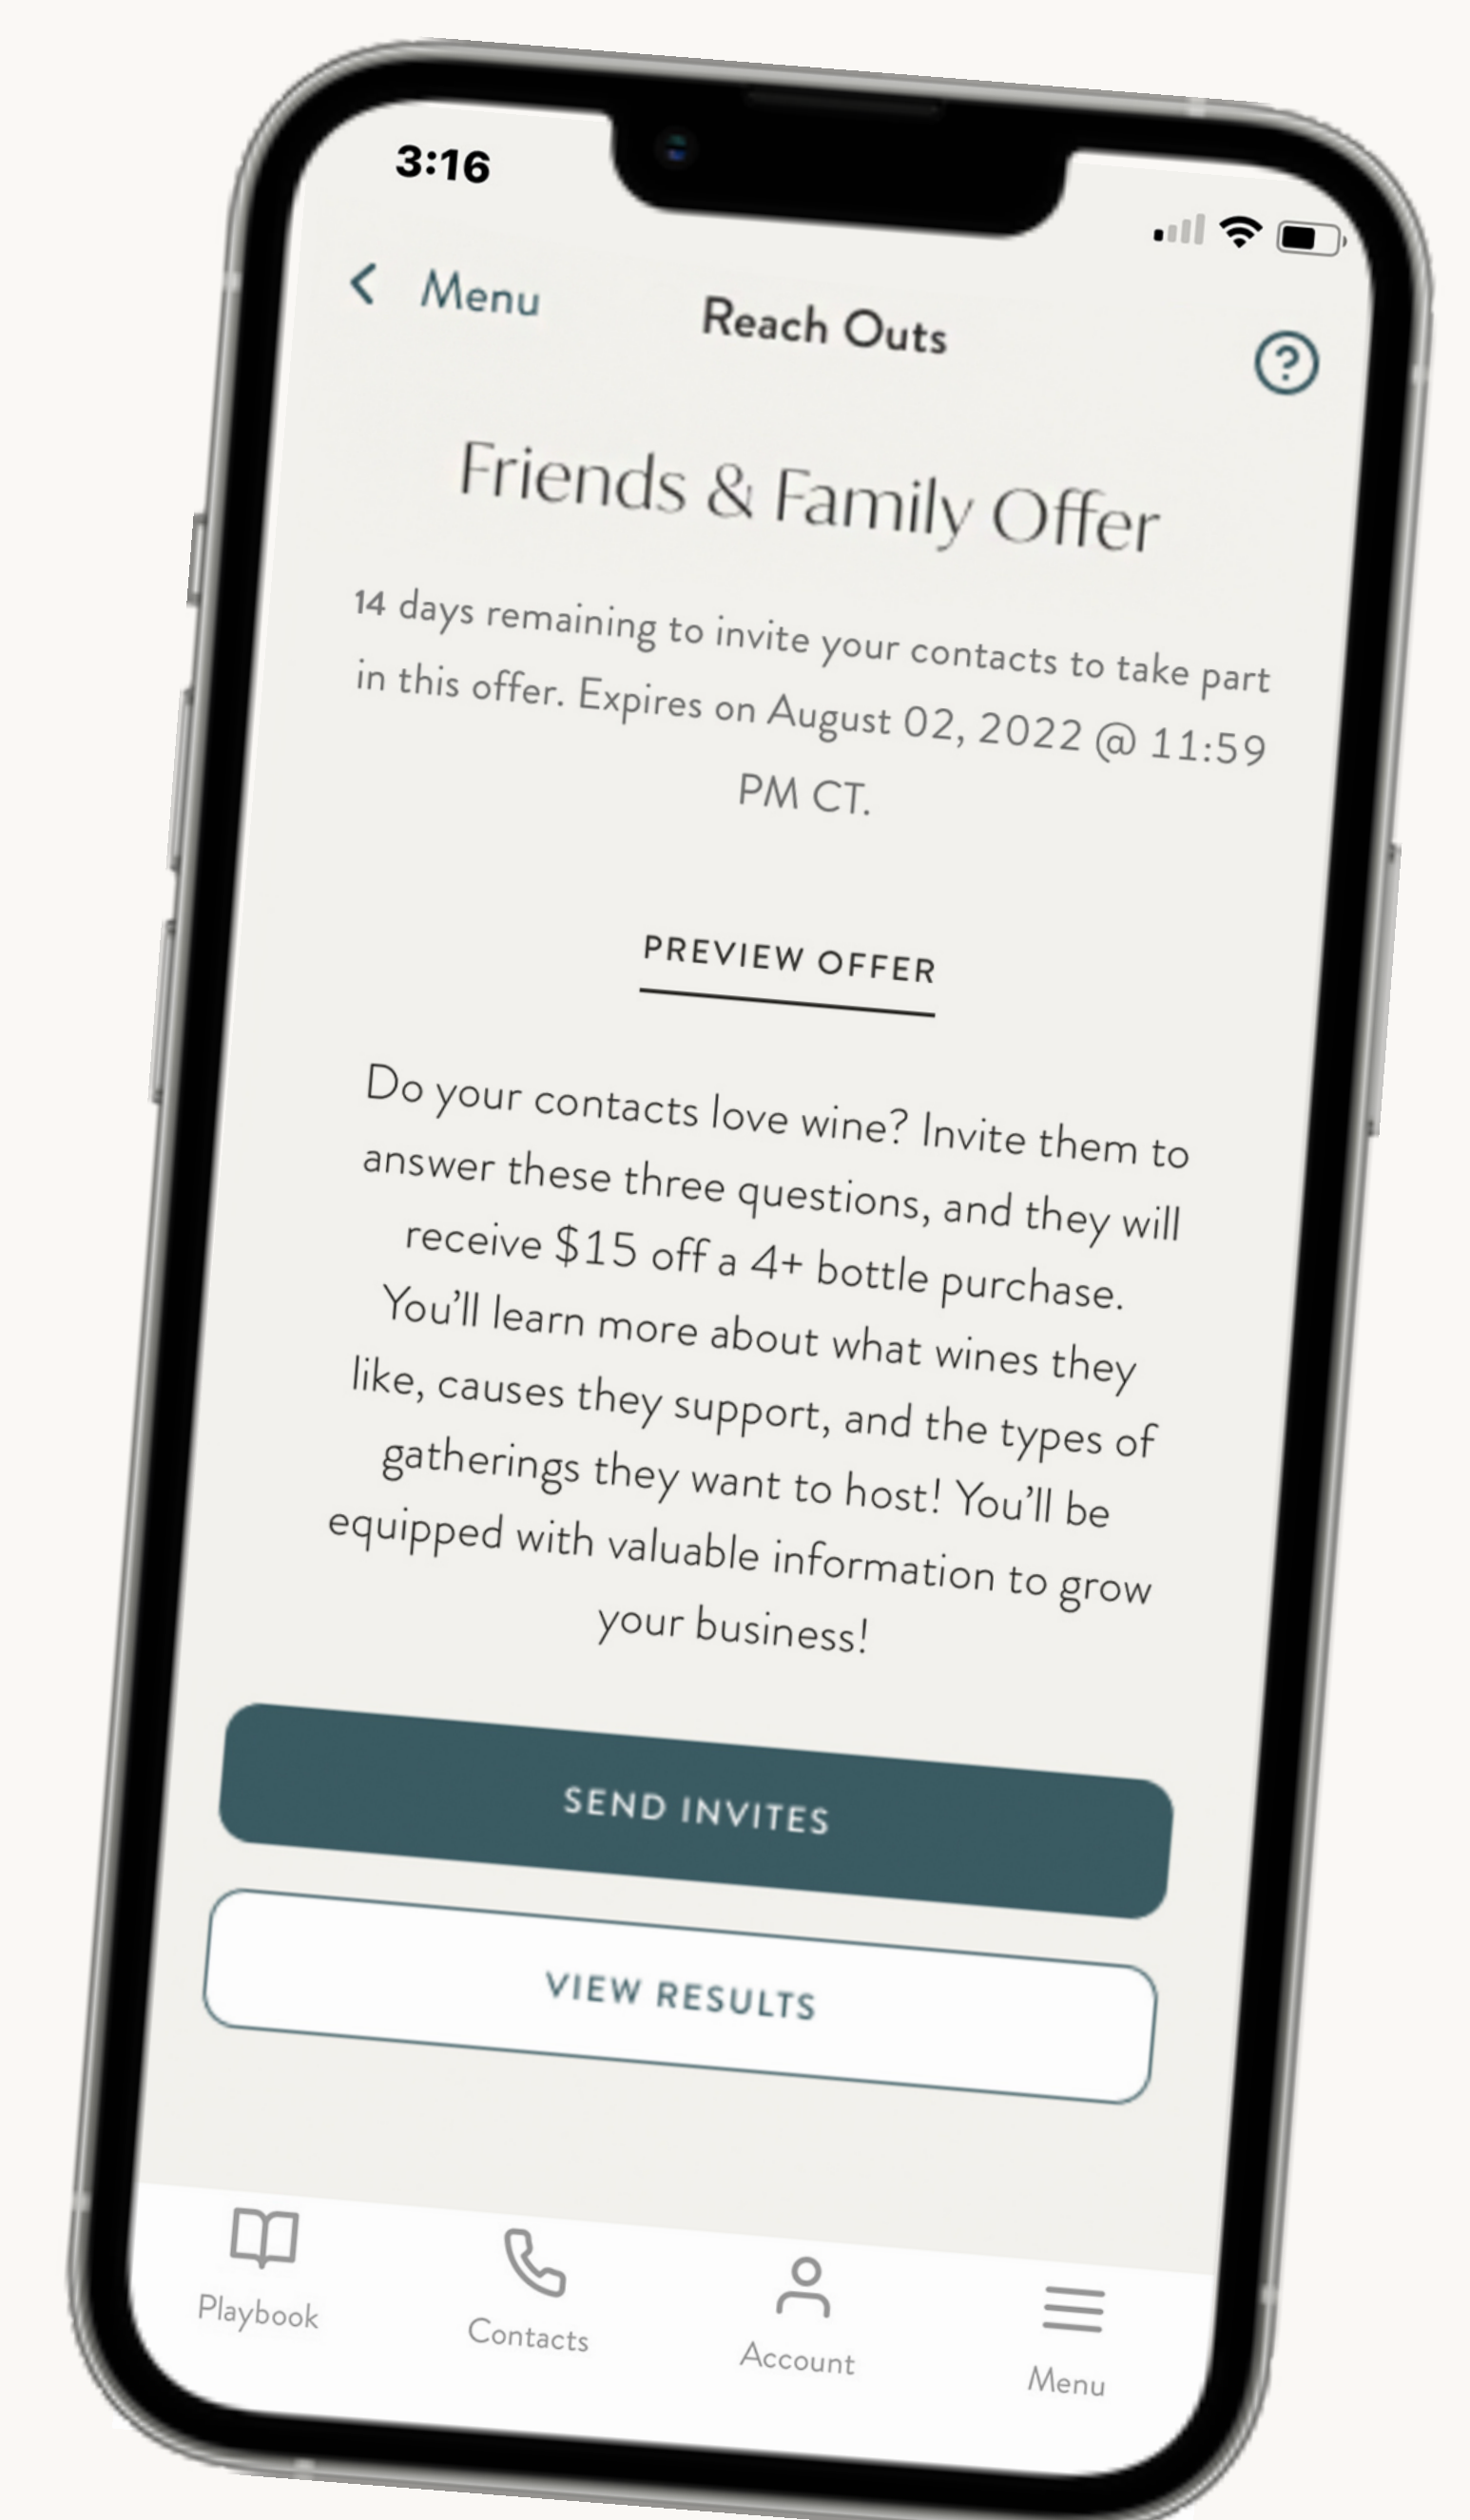 3:16
Menu
Reach Outs
?
Friends & Family Offer
14 days remaining to invite your contacts to take part
in this offer. Expires on August 02, 2022 @ 11:59
PM CT.
PREVIEW OFFER
Do your contacts love wine? Invite them to
answer these three questions, and they will
receive $15 off a 4+ bottle purchase.
You’ll learn more about what wines they
like, causes they support, and the types of
gatherings they want to host! You’ll be
equipped with valuable information to grow
your business!
SEND INVITES
VIEW RESULTS
Playbook
Contacts
Account
Menu